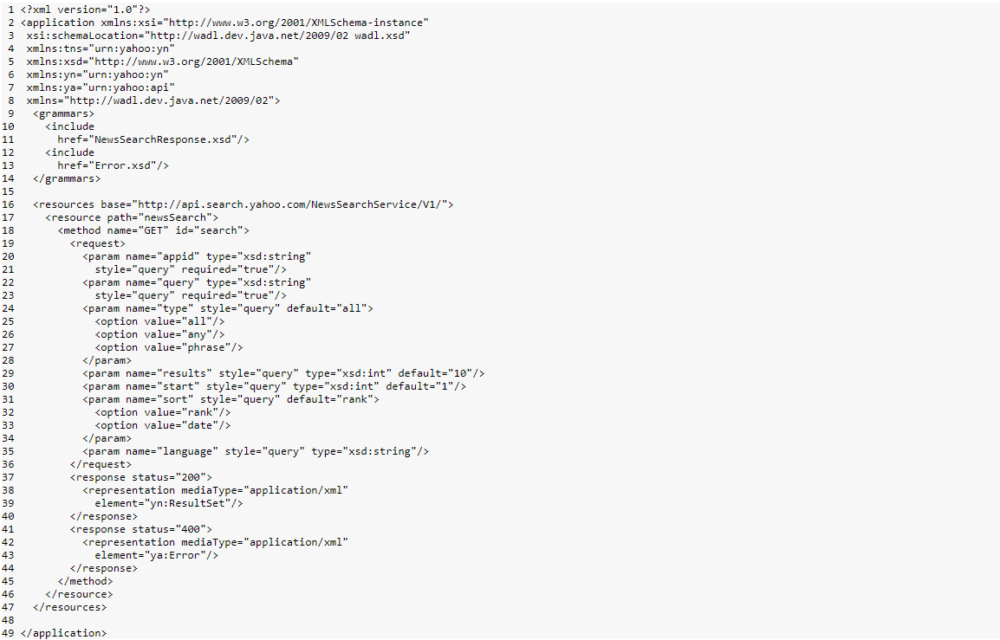 1 <?xml version="1.0"?>
2 <application xmlns:xsi="http://www.w3.org/2001/XMLSchema-instance"
3  xsi:schemaLocation="http://wadl.dev.java.net/2009/02 wadl.xsd"
4  xmlns:tns="urn:yahoo:yn"
5  xmlns:xsd="http://www.w3.org/2001/XMLSchema"
6  xmlns:yn="urn:yahoo:yn"
7  xmlns:ya="urn:yahoo:api"
8  xmlns="http://wadl.dev.java.net/2009/02">
9   <grammars>
10     <include
11       href="NewsSearchResponse.xsd"/>
12     <include
13       href="Error.xsd"/>
14   </grammars>
15
16   <resources base="http://api.search.yahoo.com/NewsSearchService/V1/">
17     <resource path="newsSearch">
18       <method name="GET" id="search">
19         <request>
20           <param name="appid" type="xsd:string"
21             style="query" required="true"/>
22           <param name="query" type="xsd:string"
23             style="query" required="true"/>
24           <param name="type" style="query" default="all">
25             <option value="all"/>
26             <option value="any"/>
27             <option value="phrase"/>
28           </param>
29           <param name="results" style="query" type="xsd:int" default="10"/>
30           <param name="start" style="query" type="xsd:int" default="1"/>
31           <param name="sort" style="query" default="rank">
32             <option value="rank"/>
33             <option value="date"/>
34           </param>
35           <param name="language" style="query" type="xsd:string"/>
36         </request>
37         <response status="200">
38           <representation mediaType="application/xml"
39             element="yn:ResultSet"/>
40         </response>
41         <response status="400">
42           <representation mediaType="application/xml"
43             element="ya:Error"/>
44         </response>
45       </method>
46     </resource>
47   </resources>
48
49 </application>